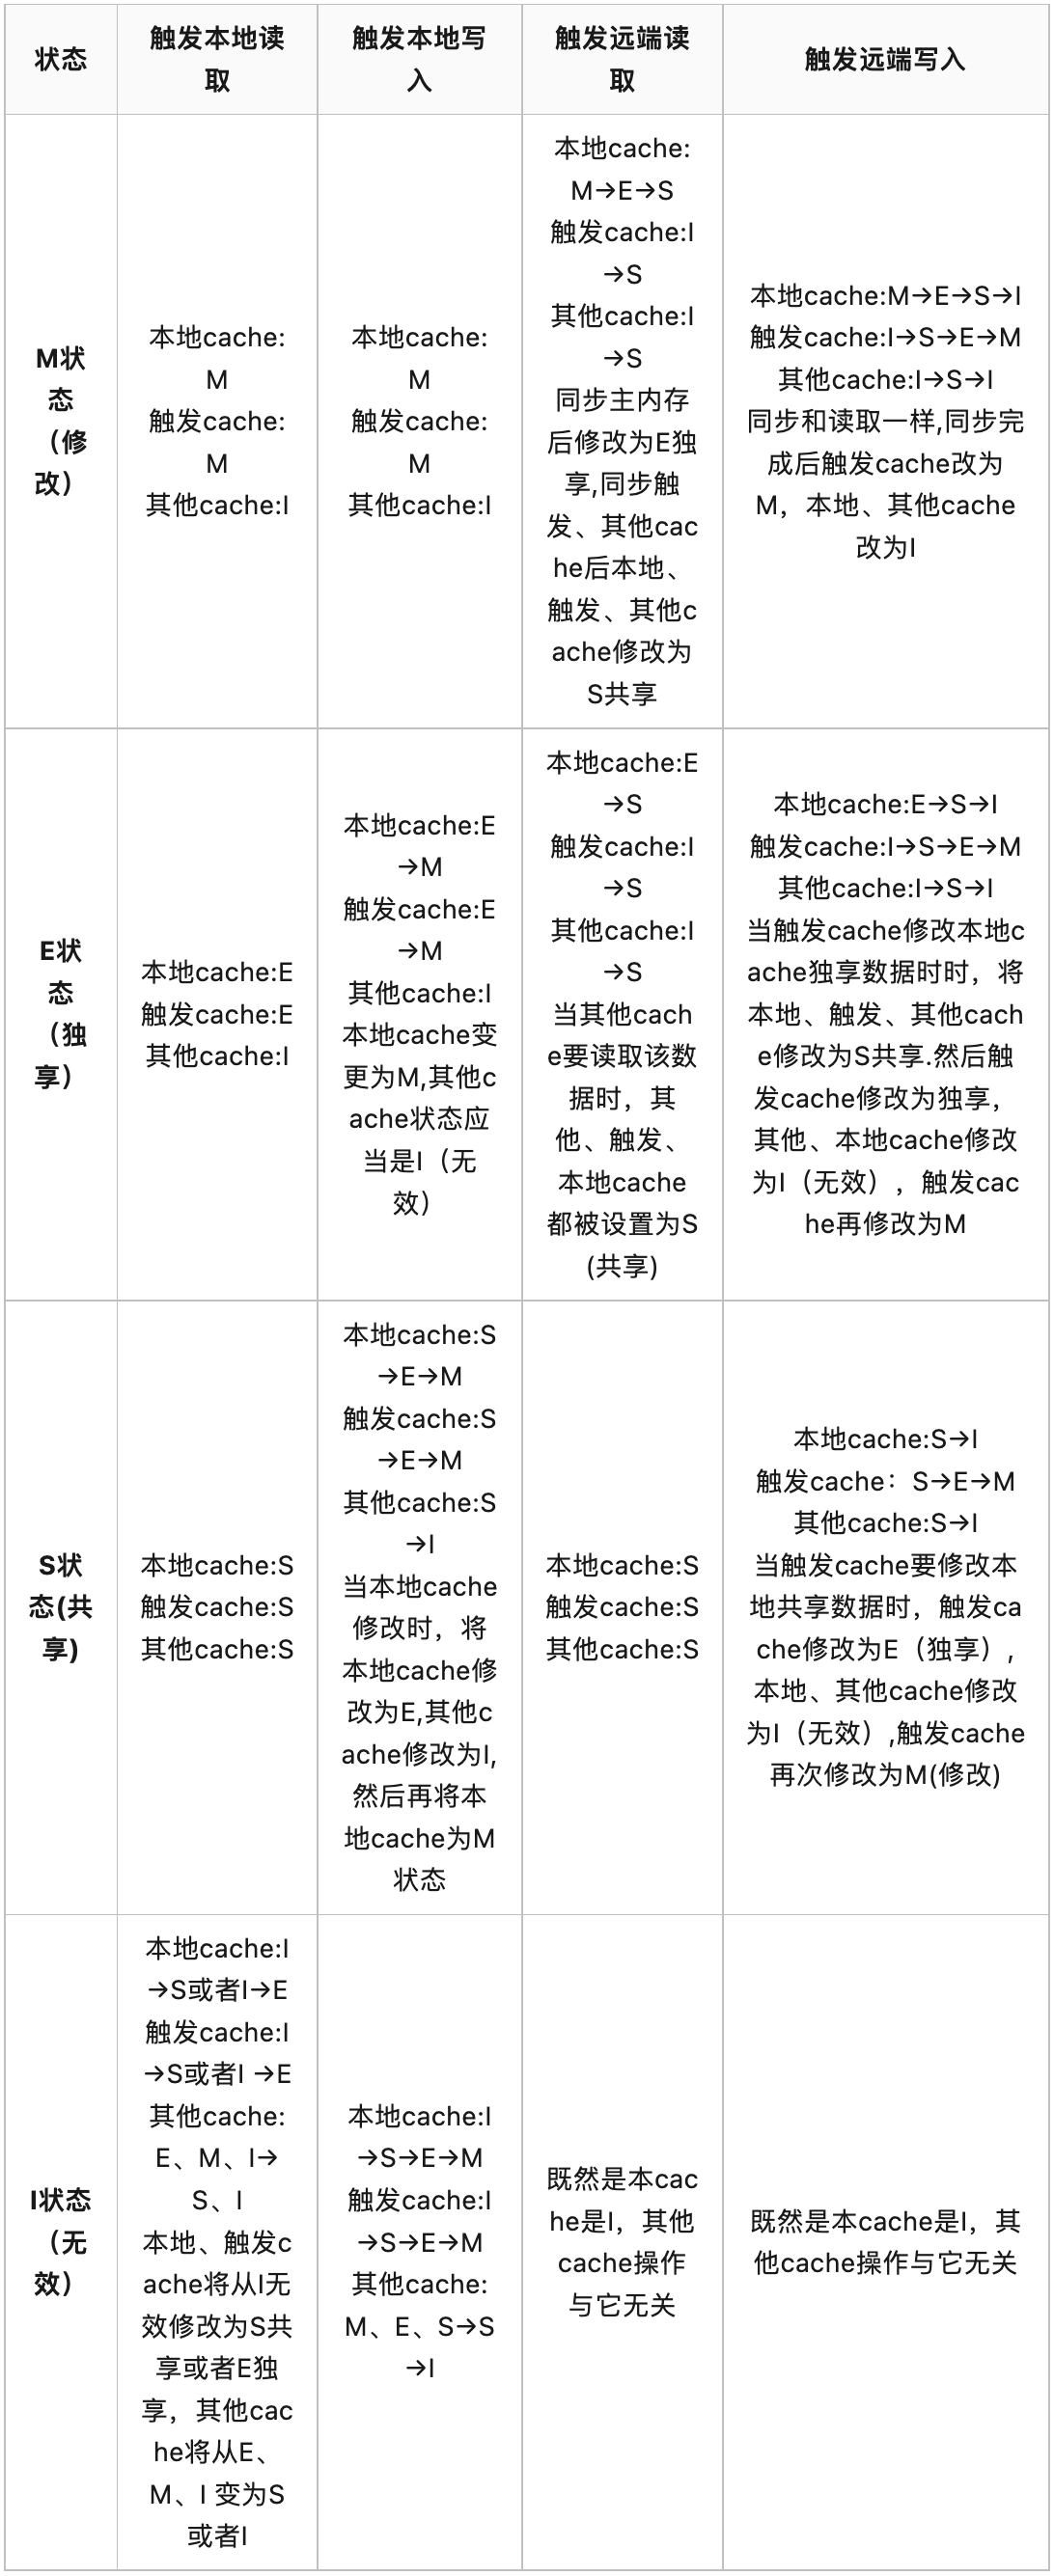 状态
触发本地读
取
触发本地写
入
触发远端读
取
触发远端写入
M状
态
（修
改）
本地cache:
M
触发cache:
M
其他cache:I
本地cache:
M
触发cache:
M
其他cache:I
本地cache:
M→E→S
触发cache:I
→S
其他cache:I
→S
同步主内存
后修改为E独
享,同步触
发、其他cac
he后本地、
触发、其他c
ache修改为
S共享
本地cache:M→E→S→I
触发cache:I→S→E→M
其他cache:I→S→I
同步和读取一样,同步完
成后触发cache改为
M，本地、其他cache
改为I
E状
态
（独
享）
本地cache:E
触发cache:E
其他cache:I
本地cache:E
→M
触发cache:E
→M
其他cache:I
本地cache变
更为M,其他c
ache状态应
当是I（无
效）
本地cache:E
→S
触发cache:I
→S
其他cache:I
→S
当其他cach
e要读取该数
据时，其
他、触发、
本地cache
都被设置为S
(共享)
本地cache:E→S→I
触发cache:I→S→E→M
其他cache:I→S→I
当触发cache修改本地c
ache独享数据时时，将
本地、触发、其他cach
e修改为S共享.然后触
发cache修改为独享，
其他、本地cache修改
为I（无效），触发cac
he再修改为M
S状
态(共
享)
本地cache:S
触发cache:S
其他cache:S
本地cache:S
→E→M
触发cache:S
→E→M
其他cache:S
→I
当本地cache
修改时，将
本地cache修
改为E,其他c
ache修改为I,
然后再将本
地cache为M
状态
本地cache:S
触发cache:S
其他cache:S
本地cache:S→I
触发cache：S→E→M
其他cache:S→I
当触发cache要修改本
地共享数据时，触发ca
che修改为E（独享）,
本地、其他cache修改
为I（无效）,触发cache
再次修改为M(修改)
I状态
（无
效）
本地cache:I
→S或者I→E
触发cache:I
→S或者I →E
其他cache:
E、M、I→
S、I
本地、触发c
ache将从I无
效修改为S共
享或者E独
享，其他cac
he将从E、
M、I 变为S
或者I
本地cache:I
→S→E→M
触发cache:I
→S→E→M
其他cache:
M、E、S→S
→I
既然是本cac
he是I，其他
cache操作
与它无关
既然是本cache是I，其
他cache操作与它无关